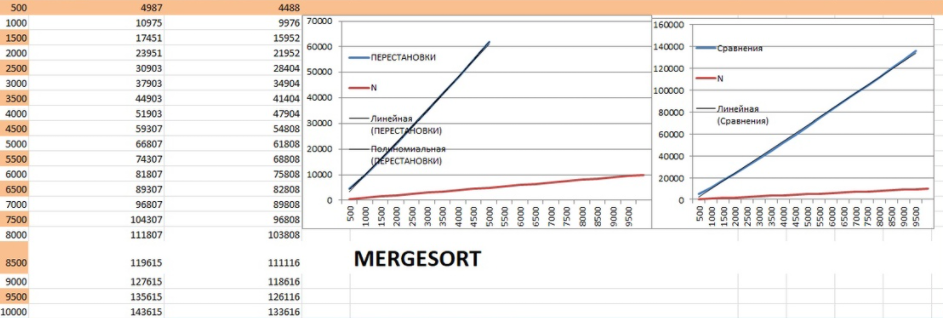 500 4987 4488
1000 10975 9976
1500 17451 15952
2000 23951 21952
2500 30903 28404
3000 37903 34904
3500 44903 41404
4000 51903 47904
4500 59307 54808
5000 66807 61808
5500 74307 68808
6000 81807 75808
6500 89307 82808
7000 96807 89808
7500 104307 96808
8000 111807 103808
8500 119615 111116
9000 127615 118616
9500 135615 126116
10000 143615 133616
70000
60000
50000
40000
30000
20000
10000
0
ПЕРЕСТАНОВКИ
N
Линейная
(ПЕРЕСТАНОВКИ)
Полиномиальная
(ПЕРЕСТАНОВКИ)
500 1000 1500 2000 2500 3000 3500 4000 4500 5000 5500 6000 6500 7000 7500 8000 8500 9000 9500
160000
140000
120000
100000
80000
60000
40000
20000
0
Сравнения
N
Линейная
(Сравнения)
500 1000 1500 2000 2500 3000 3500 4000 4500 5000 5500 6000 6500 7000 7500 8000 8500 9000 9500
MERGESORT